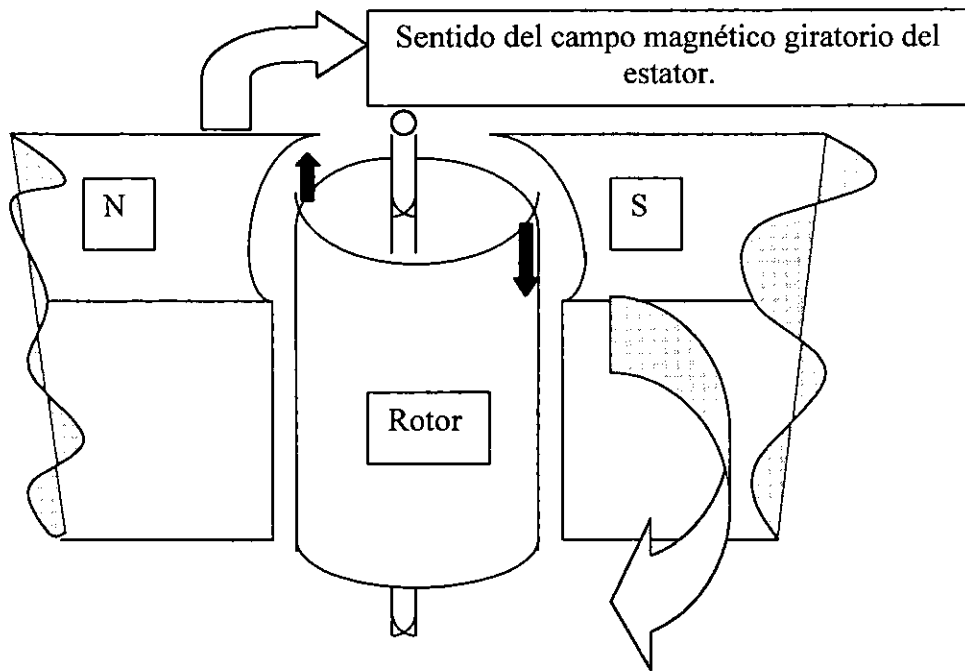 Sentido del campo magnético giratorio del
estator.
N
S
Rotor